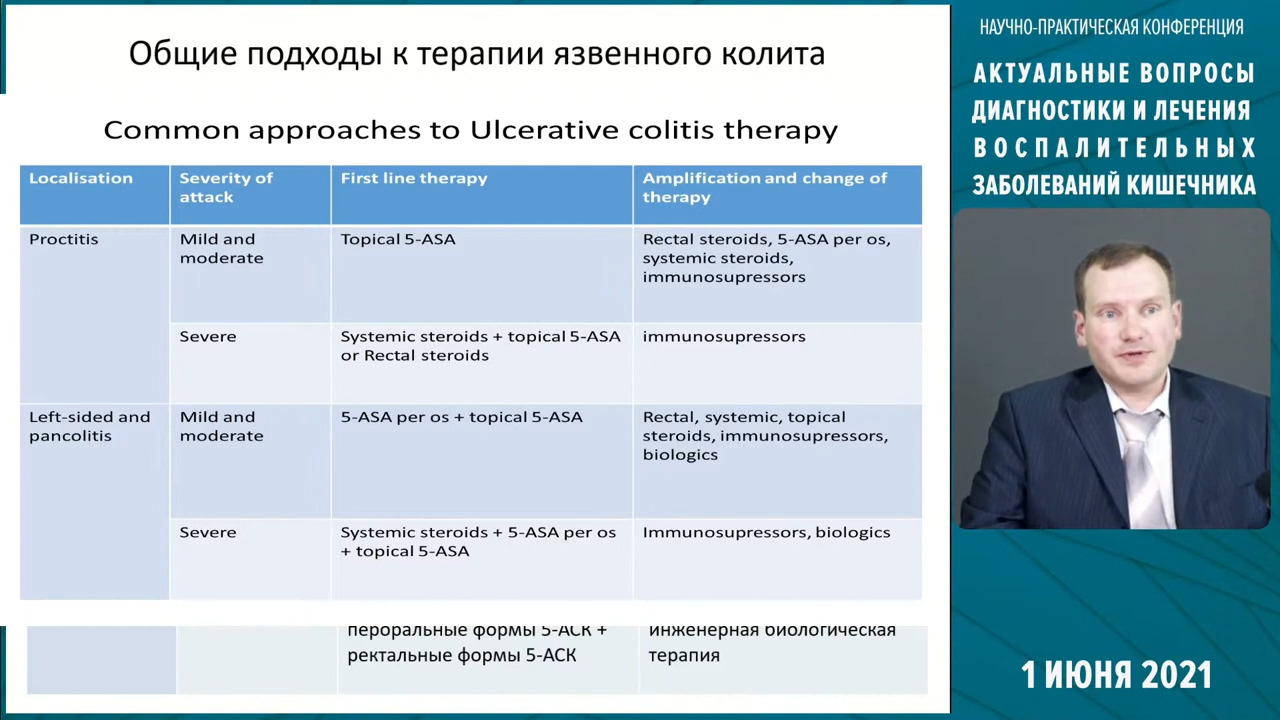 Общие подходы к терапии язвенного колита
Common approaches to Ulcerative colitis therapy
Localisation
Severity of
attack
First line therapy
Amplification and change of
therapy
Proctitis
Mild and
moderate
Topical 5-ASA
Rectal steroids, 5-ASA per os,
systemic steroids,
immunosupressors
Severe
Systemic steroids + topical 5-ASA
or Rectal steroids
immunosupressors
Left-sided and
pancolitis
Mild and
moderate
5-ASA per os + topical 5-ASA
Rectal, systemic, topical
steroids, immunosupressors,
biologics
Severe
Systemic steroids + 5-ASA per os
+ topical 5-ASA
Immunosupressors, biologics
пероральные формы 5-АСК +
ректальные формы 5-АСК
инженерная биологическая
терапия
НАУЧНО-ПРАКТИЧЕСКАЯ КОНФЕРЕНЦИЯ
АКТУАЛЬНЫЕ ВОПРОСЫ
ДИАГНОСТИКИ И ЛЕЧЕНИЯ
ВОСПАЛИТЕЛЬНЫХ
ЗАБОЛЕВАНИЙ КИШЕЧНИКА
1 ИЮНЯ 2021